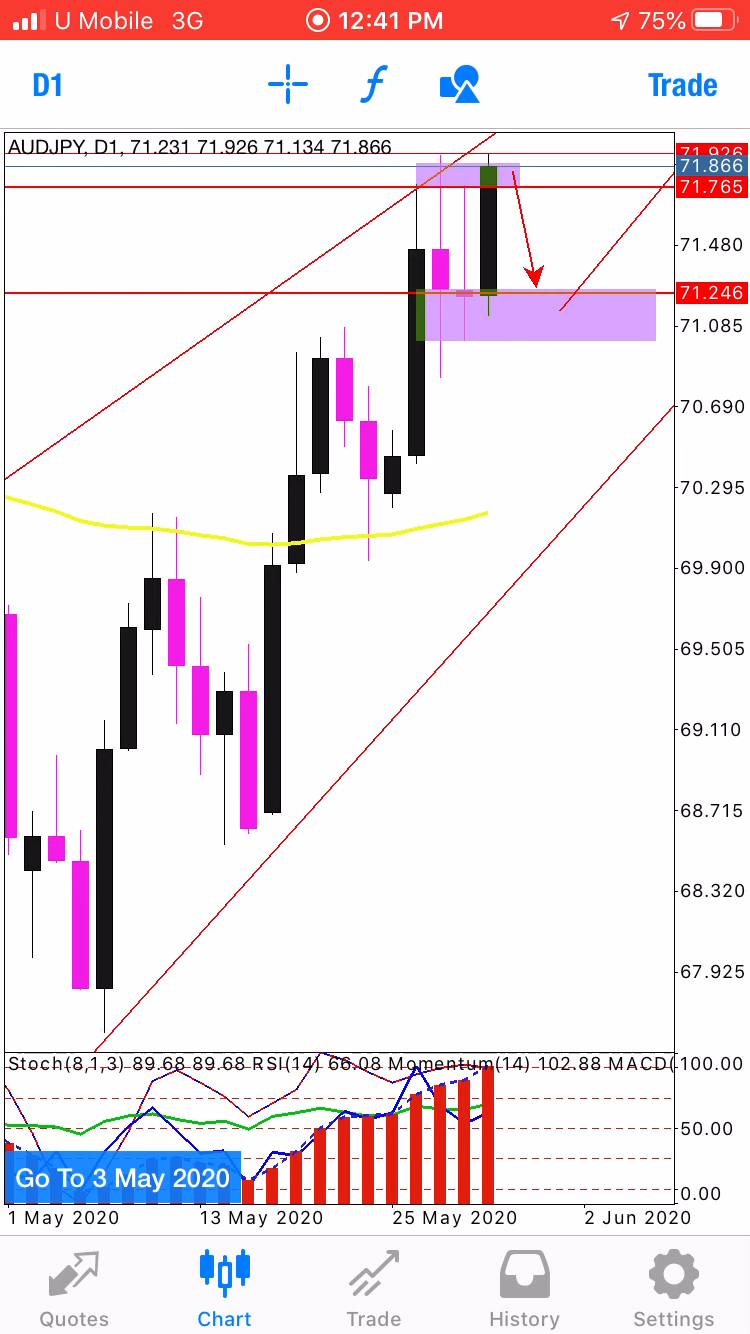 U Mobile 3G 12:41 PM 75%
D1 Trade
AUDJPY, D1, 71.231 71.926 71.134 71.866
71.926
71.866
71.765
71.480
71.246
71.085
70.690
70.295
69.900
69.505
69.110
68.715
68.320
67.925
Stoch(8,1,3) 89.68 89.68 RSI(14) 66.08 Momentum(14) 102.88 MACD(
100.00
50.00
0.00
Go To 3 May 2020
1 May 2020 13 May 2020 25 May 2020 2 Jun 2020
Quotes Chart Trade History Settings